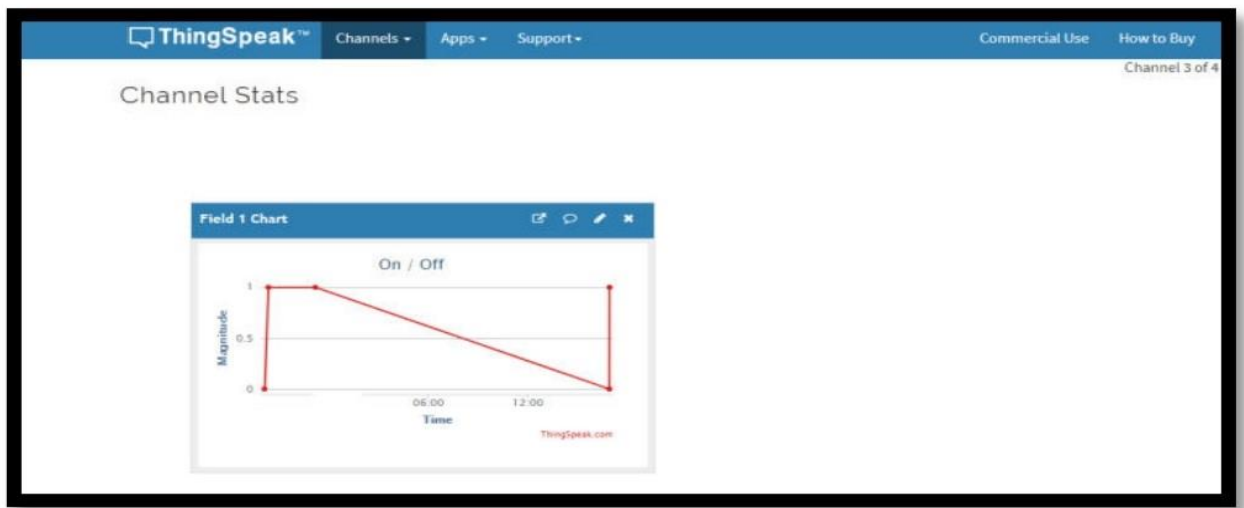 ThingSpeak™ Channels Apps Support Commercial Use How to Buy
Channel 3 of 4
Channel Stats
Field 1 Chart
On / Off
1
0.5
0
Magnitude
06:00 12:00
Time
ThingSpeak.com